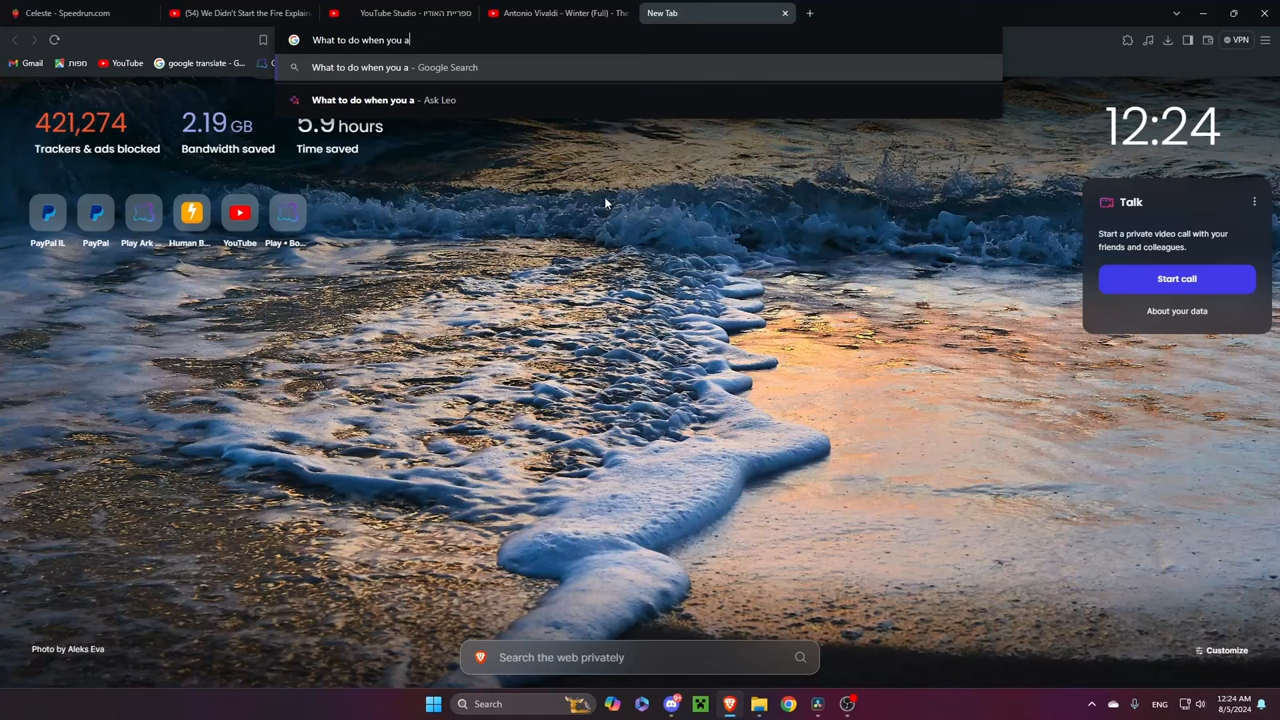 Celeste - Speedrun.com
(54) We Didn't Start the Fire Explain
YouTube Studio - ספריית האודיו
Antonio Vivaldi - Winter (Full) - The
New Tab
What to do when you a
VPN
Gmail
מפות
YouTube
google translate - G...
What to do when you a - Google Search
What to do when you a - Ask Leo
421,274
Trackers & ads blocked
2.19 GB
Bandwidth saved
5.9 hours
Time saved
12:24
PayPal IL
PayPal
Play Ark ...
Human B...
YouTube
Play • Bo...
Talk
Start a private video call with your
friends and colleagues.
Start call
About your data
Photo by Aleks Eva
Search the web privately
Customize
Search
ENG
12:24 AM
8/5/2024